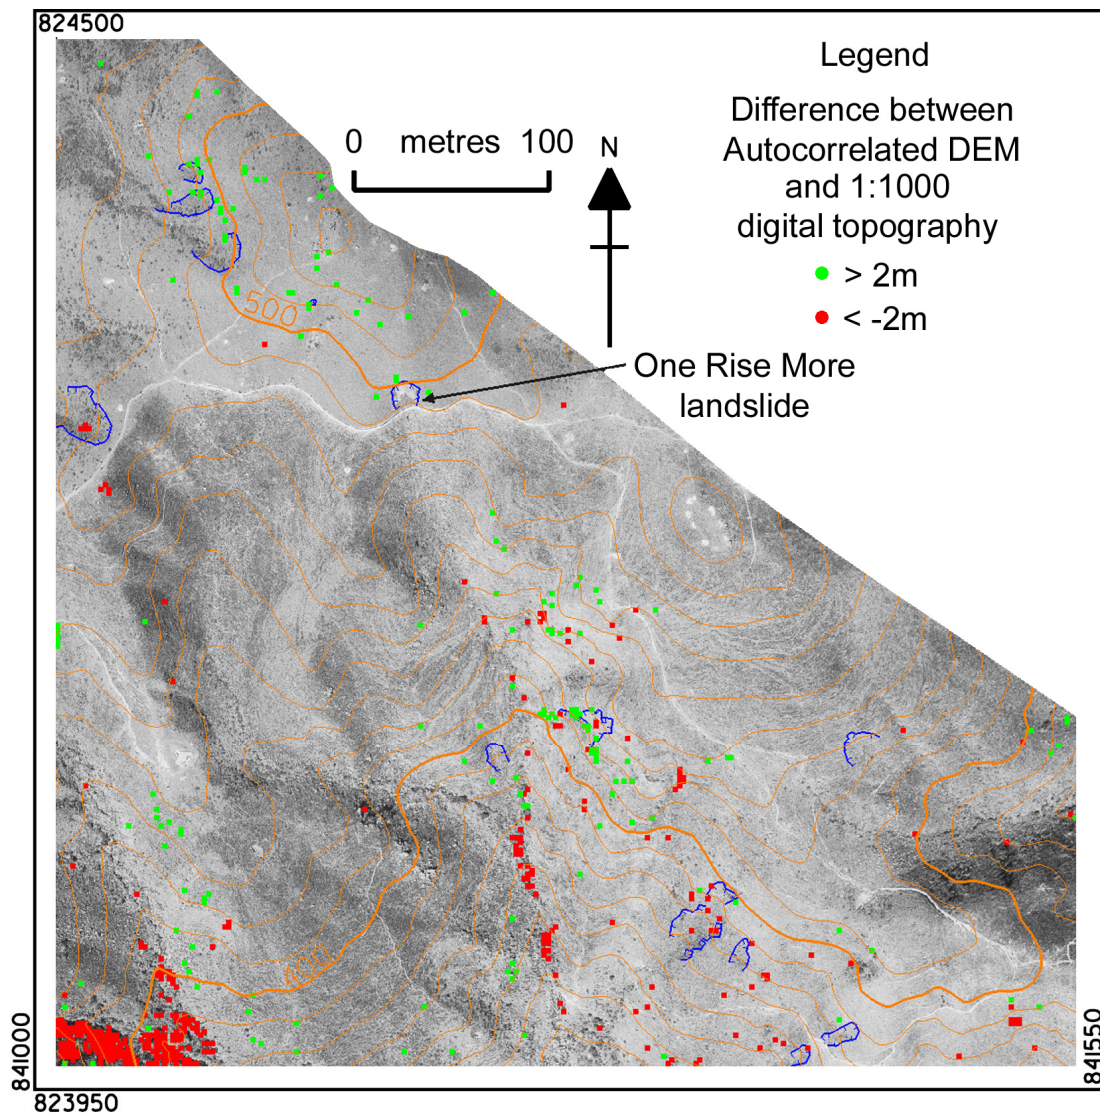 824500
Legend
Difference between
Autocorrelated DEM
and 1:1000
digital topography
> 2m
< -2m
0 metres 100
N
500
One Rise More
landslide
400
841000
841550
823950